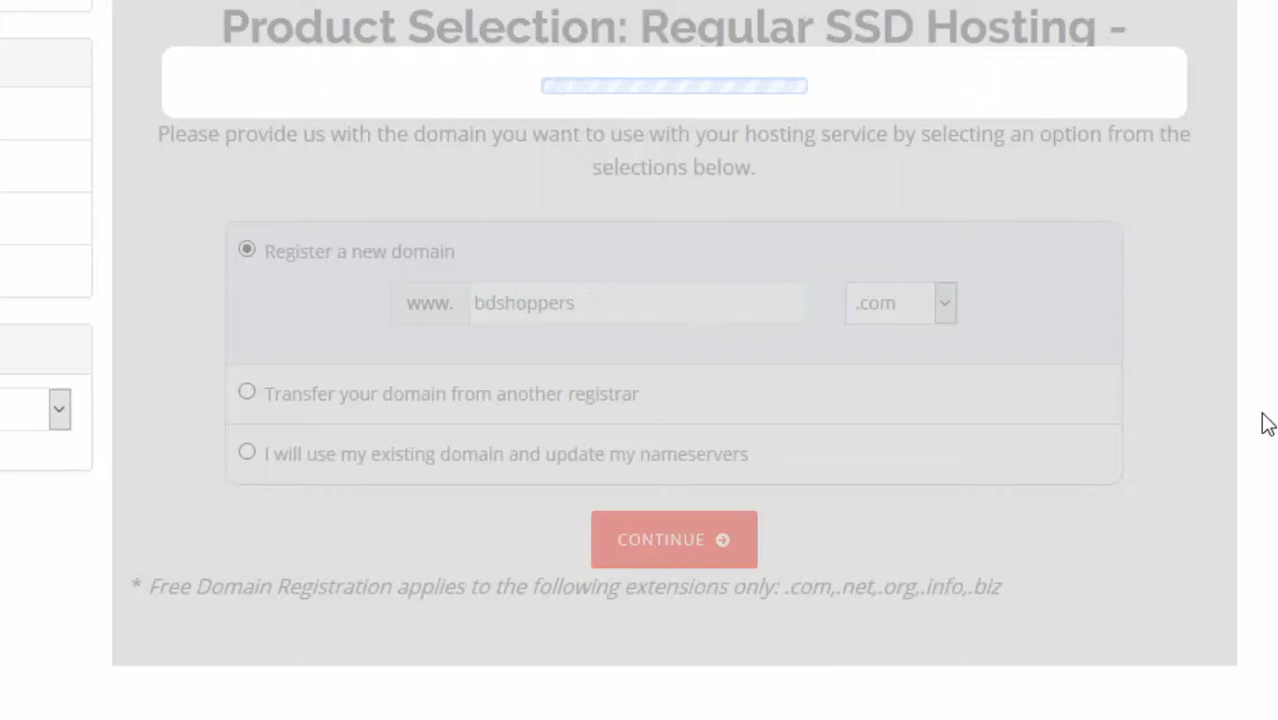 Product Selection: Regular SSD Hosting -
Please provide us with the domain you want to use with your hosting service by selecting an option from the
selections below.
Register a new domain
www. bdshoppers .com
Transfer your domain from another registrar
I will use my existing domain and update my nameservers
CONTINUE
* Free Domain Registration applies to the following extensions only: .com,.net,.org,.info,.biz